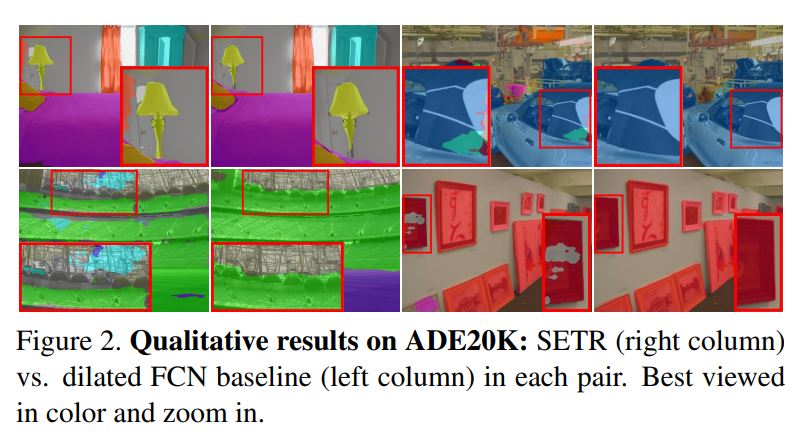 Figure 2. Qualitative results on ADE20K: SETR (right column)
vs. dilated FCN baseline (left column) in each pair. Best viewed
in color and zoom in.